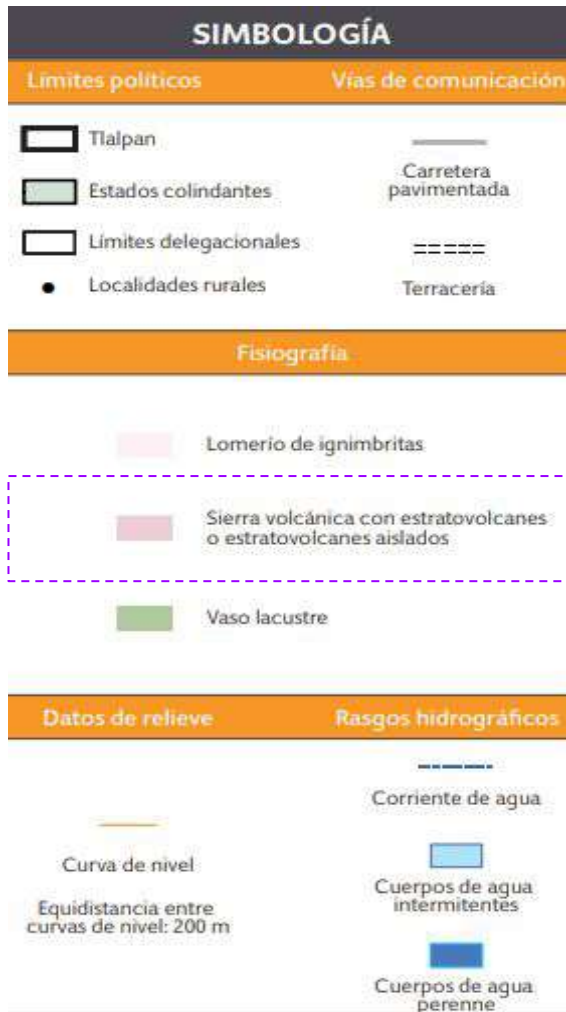 SIMBOLOGÍA
Límites políticos
Vías de comunicación
Tlalpan
Estados colindantes
Límites delegacionales
Localidades rurales
Carretera
pavimentada
Terracería
Fisiografía
Lomerío de ignimbritas
Sierra volcánica con estratovolcanes
o estratovolcanes aislados
Vaso lacustre
Datos de relieve
Rasgos hidrográficos
Curva de nivel
Equidistancia entre
curvas de nivel: 200 m
Corriente de agua
Cuerpos de agua
intermitentes
Cuerpos de agua
perenne